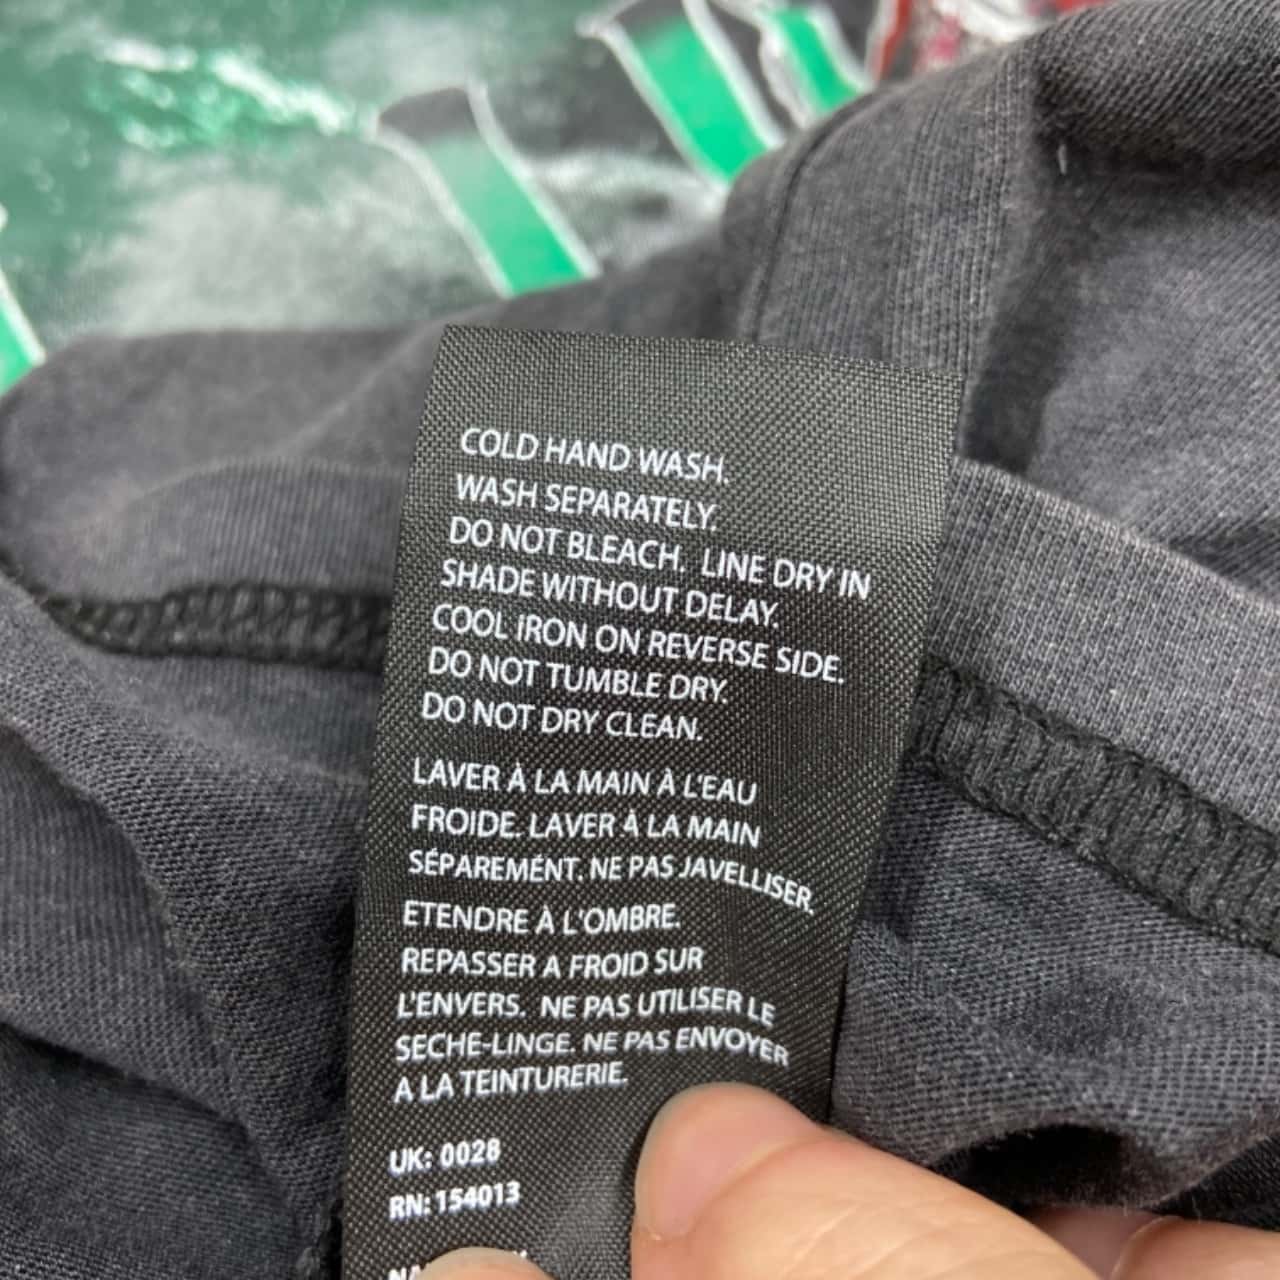 COLD HAND WASH.
WASH SEPARATELY.
DO NOT BLEACH. LINE DRY IN
SHADE WITHOUT DELAY.
COOL IRON ON REVERSE SIDE.
DO NOT TUMBLE DRY.
DO NOT DRY CLEAN.
LAVER À LA MAIN À L'EAU
FROIDE. LAVER À LA MAIN
SÉPAREMÉNT. NE PAS JAVELLISER.
ETENDRE À L'OMBRE.
REPASSER A FROID SUR
L'ENVERS. NE PAS UTILISER LE
SECHE-LINGE. NE PAS ENVOYER
A LA TEINTURERIE.
UK: 0028
RN: 154013